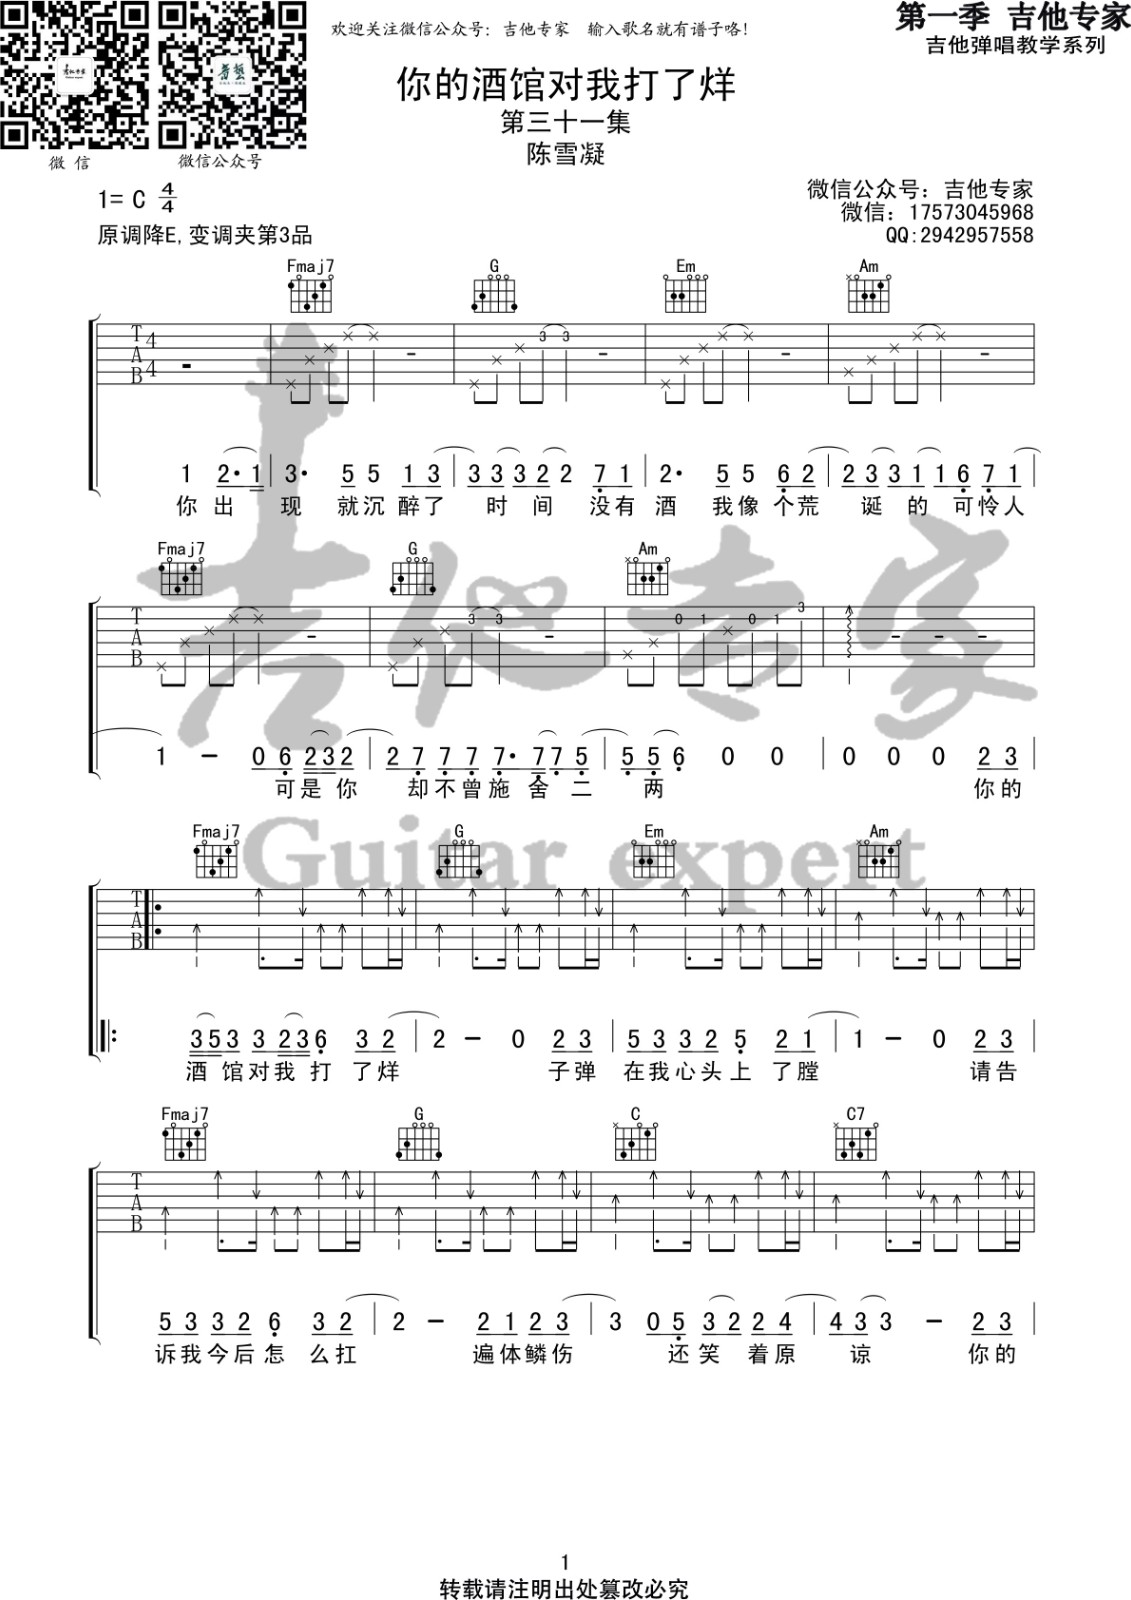 欢迎关注微信公众号：吉他专家　输入歌名就有谱子咯！
第一季 吉他专家
吉他弹唱教学系列
微 信
微信公众号
你的酒馆对我打了烊
第三十一集
陈雪凝
1= C 4/4
原调降E,变调夹第3品
微信公众号：吉他专家
微信：17573045968
QQ:2942957558
Fmaj7 G Em Am
T A B 4 4 3 3
1 2· 1 3· 5 5 1 3 3 3 3 2 2 7 1 2· 5 5 6 2 2 3 3 1 1 6 7 1
你 出 现 就沉 醉了 时 间 没有 酒 我像 个荒 诞 的 可怜人
Fmaj7 G Am
T A B 3 3 0 1 0 1 3
1 － 0 6 2 3 2 2 7 7 7 7· 7 7 5 5 5 6 0 0 0 0 0 2 3
可是 你 却不曾施 舍 二 两 你的
吉他专家
Guitar expert
Fmaj7 G Em Am
T A B
3 5 3 3 2 3 6 3 2 2 － 0 2 3 5 3 3 2 5 2 1 1 － 0 2 3
酒 馆对我 打 了烊 子弹 在我心头上 了膛 请告
Fmaj7 G C C7
T A B
5 3 3 2 6 3 2 2 － 2 1 2 3 3 0 5 3 2 2 4 4 3 3 － 2 3
诉我今后怎 么扛 遍体鳞伤 还笑 着原 谅 你的
1
转载请注明出处篡改必究